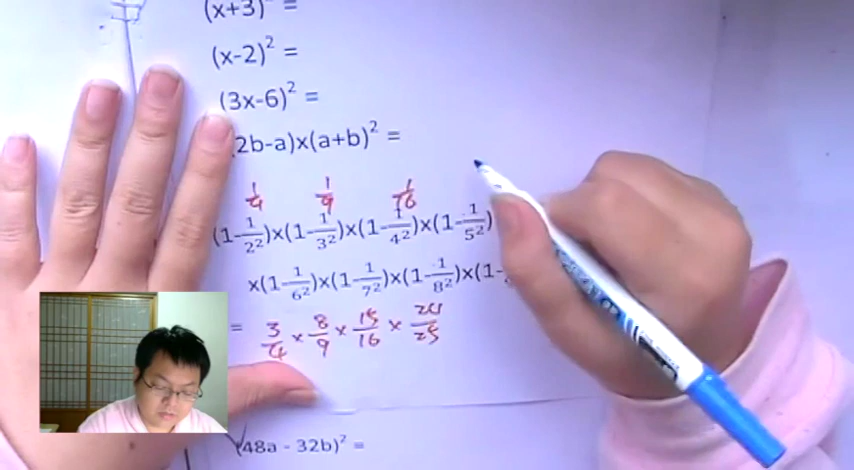 (x+3)² =
(x-2)² =
(3x-6)² =
2b-a)x(a+b)² =
1/4 1/9 1/16
(1-1/2²)x(1-1/3²)x(1-1/4²)x(1-1/5²)
x(1-1/6²)x(1-1/7²)x(1-1/8²)x(1-
= 3/4 x 8/9 x 15/16 x 24/25
(48a - 32b)² =